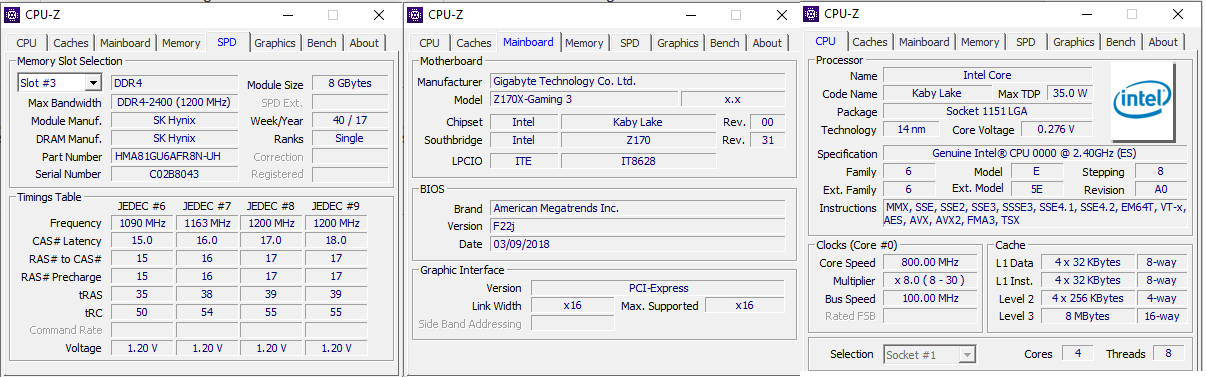 CPU-Z
CPU Caches Mainboard Memory SPD Graphics Bench About
Memory Slot Selection
Slot #3 DDR4 Module Size 8 GBytes
Max Bandwidth DDR4-2400 (1200 MHz) SPD Ext.
Module Manuf. SK Hynix Week/Year 40 / 17
DRAM Manuf. SK Hynix Ranks Single
Part Number HMA81GU6AFR8N-UH Correction
Serial Number C02B8043 Registered
Timings Table
JEDEC #6 JEDEC #7 JEDEC #8 JEDEC #9
Frequency 1090 MHz 1163 MHz 1200 MHz 1200 MHz
CAS# Latency 15.0 16.0 17.0 18.0
RAS# to CAS# 15 16 17 17
RAS# Precharge 15 16 17 17
tRAS 35 38 39 39
tRC 50 54 55 55
Command Rate
Voltage 1.20 V 1.20 V 1.20 V 1.20 V
CPU-Z
CPU Caches Mainboard Memory SPD Graphics Bench About
Motherboard
Manufacturer Gigabyte Technology Co. Ltd.
Model Z170X-Gaming 3 x.x
Chipset Intel Kaby Lake Rev. 00
Southbridge Intel Z170 Rev. 31
LPCIO ITE IT8628
BIOS
Brand American Megatrends Inc.
Version F22j
Date 03/09/2018
Graphic Interface
Version PCI-Express
Link Width x16 Max. Supported x16
Side Band Addressing
CPU-Z
CPU Caches Mainboard Memory SPD Graphics Bench About
Processor
Name Intel Core
Code Name Kaby Lake Max TDP 35.0 W
Package Socket 1151 LGA
Technology 14 nm Core Voltage 0.276 V
intel
Specification Genuine Intel® CPU 0000 @ 2.40GHz (ES)
Family 6 Model E Stepping 8
Ext. Family 6 Ext. Model 5E Revision A0
Instructions MMX, SSE, SSE2, SSE3, SSSE3, SSE4.1, SSE4.2, EM64T, VT-x,
AES, AVX, AVX2, FMA3, TSX
Clocks (Core #0)
Core Speed 800.00 MHz
Multiplier x 8.0 ( 8 - 30 )
Bus Speed 100.00 MHz
Rated FSB
Cache
L1 Data 4 x 32 KBytes 8-way
L1 Inst. 4 x 32 KBytes 8-way
Level 2 4 x 256 KBytes 4-way
Level 3 8 MBytes 16-way
Selection Socket #1 Cores 4 Threads 8